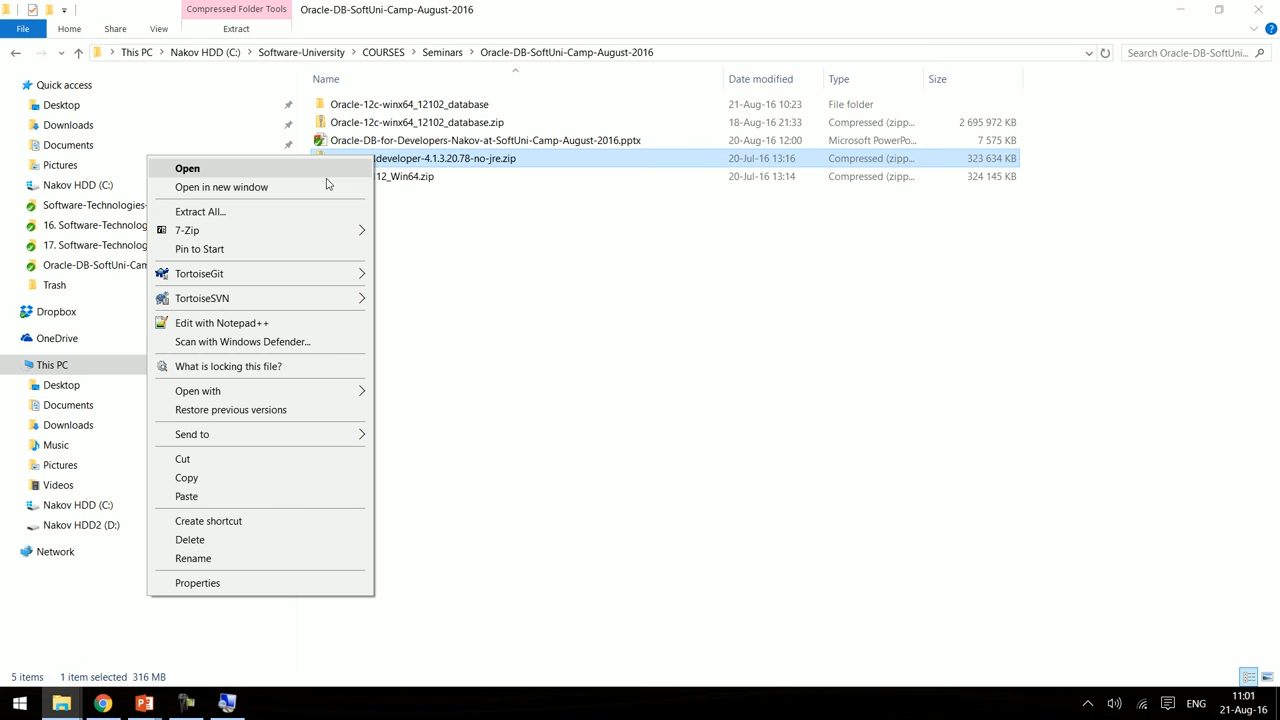 Compressed Folder Tools
Oracle-DB-SoftUni-Camp-August-2016
File
Home
Share
View
Extract
This PC
Nakov HDD (C:)
Software-University
COURSES
Seminars
Oracle-DB-SoftUni-Camp-August-2016
Search Oracle-DB-SoftUni...
Quick access
Desktop
Downloads
Documents
Pictures
Nakov HDD (C:)
Software-Technologies-
16. Software-Technolog
17. Software-Technolog
Oracle-DB-SoftUni-Cam
Trash
Dropbox
OneDrive
This PC
Desktop
Documents
Downloads
Music
Pictures
Videos
Nakov HDD (C:)
Nakov HDD2 (D:)
Network
Name Date modified Type Size
Oracle-12c-winx64_12102_database 21-Aug-16 10:23 File folder
Oracle-12c-winx64_12102_database.zip 18-Aug-16 21:33 Compressed (zipp... 2 695 972 KB
Oracle-DB-for-Developers-Nakov-at-SoftUni-Camp-August-2016.pptx 20-Aug-16 12:00 Microsoft PowerPo... 7 575 KB
developer-4.1.3.20.78-no-jre.zip 20-Jul-16 13:16 Compressed (zipp... 323 634 KB
12_Win64.zip 20-Jul-16 13:14 Compressed (zipp... 324 145 KB
Open
Open in new window
Extract All...
7-Zip
Pin to Start
TortoiseGit
TortoiseSVN
Edit with Notepad++
Scan with Windows Defender...
What is locking this file?
Open with
Restore previous versions
Send to
Cut
Copy
Paste
Create shortcut
Delete
Rename
Properties
5 items 1 item selected 316 MB
ENG
11:01
21-Aug-16